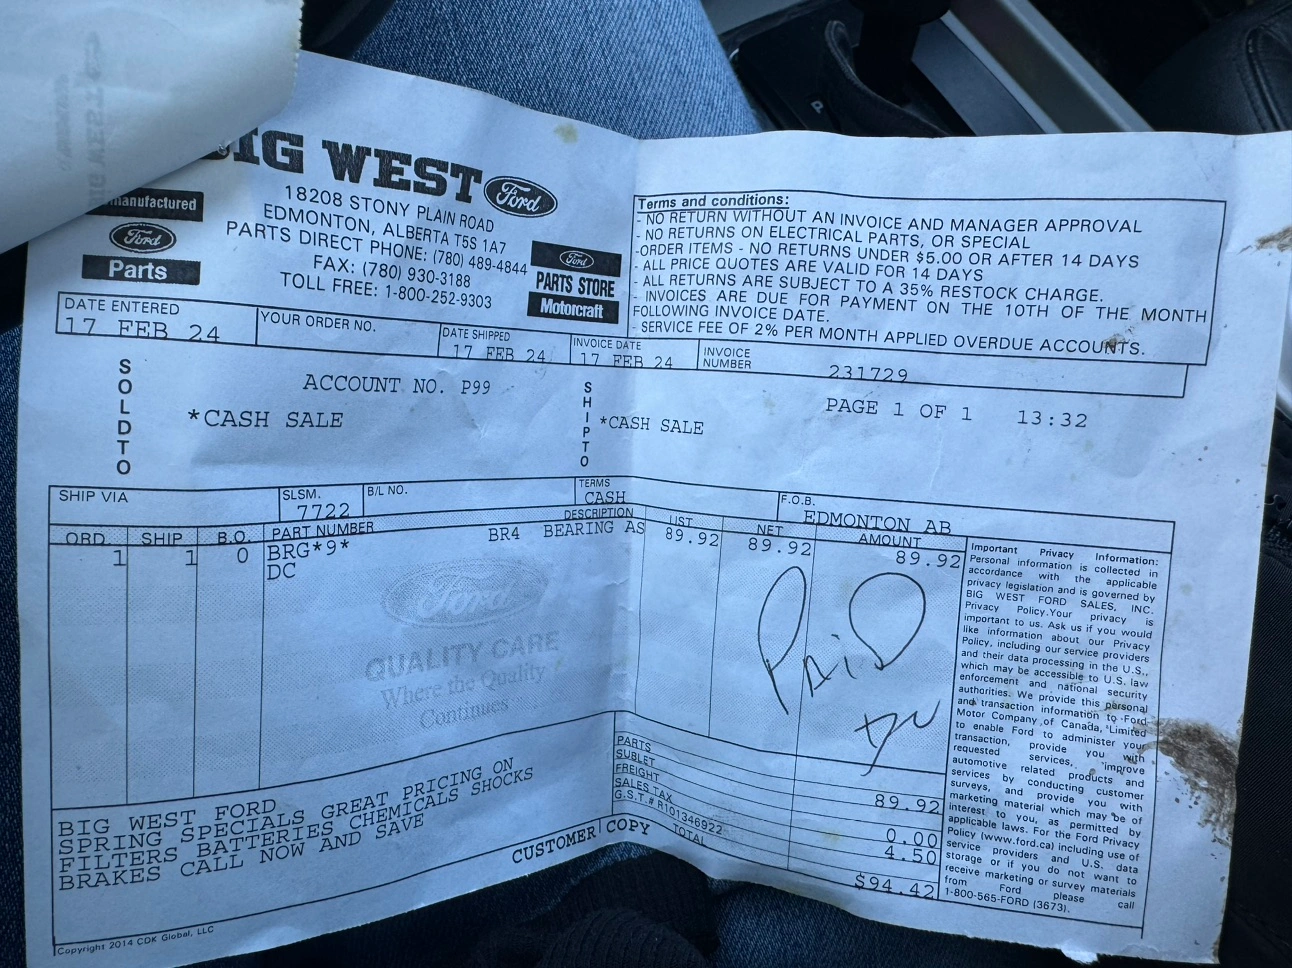 BIG WEST Ford
18208 STONY PLAIN ROAD
EDMONTON, ALBERTA T5S 1A7
PARTS DIRECT PHONE: (780) 489-4844
FAX: (780) 930-3188
TOLL FREE: 1-800-252-9303
manufactured
Ford
Parts
Ford
PARTS STORE
Motorcraft
Terms and conditions:
- NO RETURN WITHOUT AN INVOICE AND MANAGER APPROVAL
- NO RETURNS ON ELECTRICAL PARTS, OR SPECIAL
-ORDER ITEMS - NO RETURNS UNDER $5.00 OR AFTER 14 DAYS
- ALL PRICE QUOTES ARE VALID FOR 14 DAYS
- ALL RETURNS ARE SUBJECT TO A 35% RESTOCK CHARGE.
- INVOICES ARE DUE FOR PAYMENT ON THE 10TH OF THE MONTH
FOLLOWING INVOICE DATE.
- SERVICE FEE OF 2% PER MONTH APPLIED OVERDUE ACCOUNTS.
DATE ENTERED YOUR ORDER NO. DATE SHIPPED INVOICE DATE INVOICE NUMBER
17 FEB 24 17 FEB 24 17 FEB 24 231729
SOLD TO
ACCOUNT NO. P99
*CASH SALE
SHIP TO
*CASH SALE
PAGE 1 OF 1 13:32
SHIP VIA SLSM. B/L NO. TERMS F.O.B.
7722 CASH EDMONTON AB
ORD. SHIP B.O. PART NUMBER DESCRIPTION LIST NET AMOUNT
1 1 0 BRG*9* BR4 BEARING AS 89.92 89.92 89.92
DC
Ford
QUALITY CARE
Where the Quality
Continues
PAiD
Important Privacy Information:
Personal information is collected in
accordance with the applicable
privacy legislation and is governed by
BIG WEST FORD SALES, INC.
Privacy Policy.Your privacy is
important to us. Ask us if you would
like information about our Privacy
Policy, including our service providers
and their data processing in the U.S.,
which may be accessible to U.S. law
enforcement and national security
authorities. We provide this personal
and transaction information to Ford
Motor Company of Canada, Limited
to enable Ford to administer your
transaction, provide you with
requested services, improve
automotive related products and
services by conducting customer
surveys, and provide you with
marketing material which may be of
interest to you, as permitted by
applicable laws. For the Ford Privacy
Policy (www.ford.ca) including use of
service providers and U.S. data
storage or if you do not want to
receive marketing or survey materials
from Ford please call
1-800-565-FORD (3673).
BIG WEST FORD
SPRING SPECIALS GREAT PRICING ON
FILTERS BATTERIES CHEMICALS SHOCKS
BRAKES CALL NOW AND SAVE
PARTS 89.92
SUBLET
FREIGHT 0.00
SALES TAX
G.S.T.# R101346922 4.50
TOTAL $94.42
CUSTOMER COPY
Copyright 2014 CDK Global, LLC
P